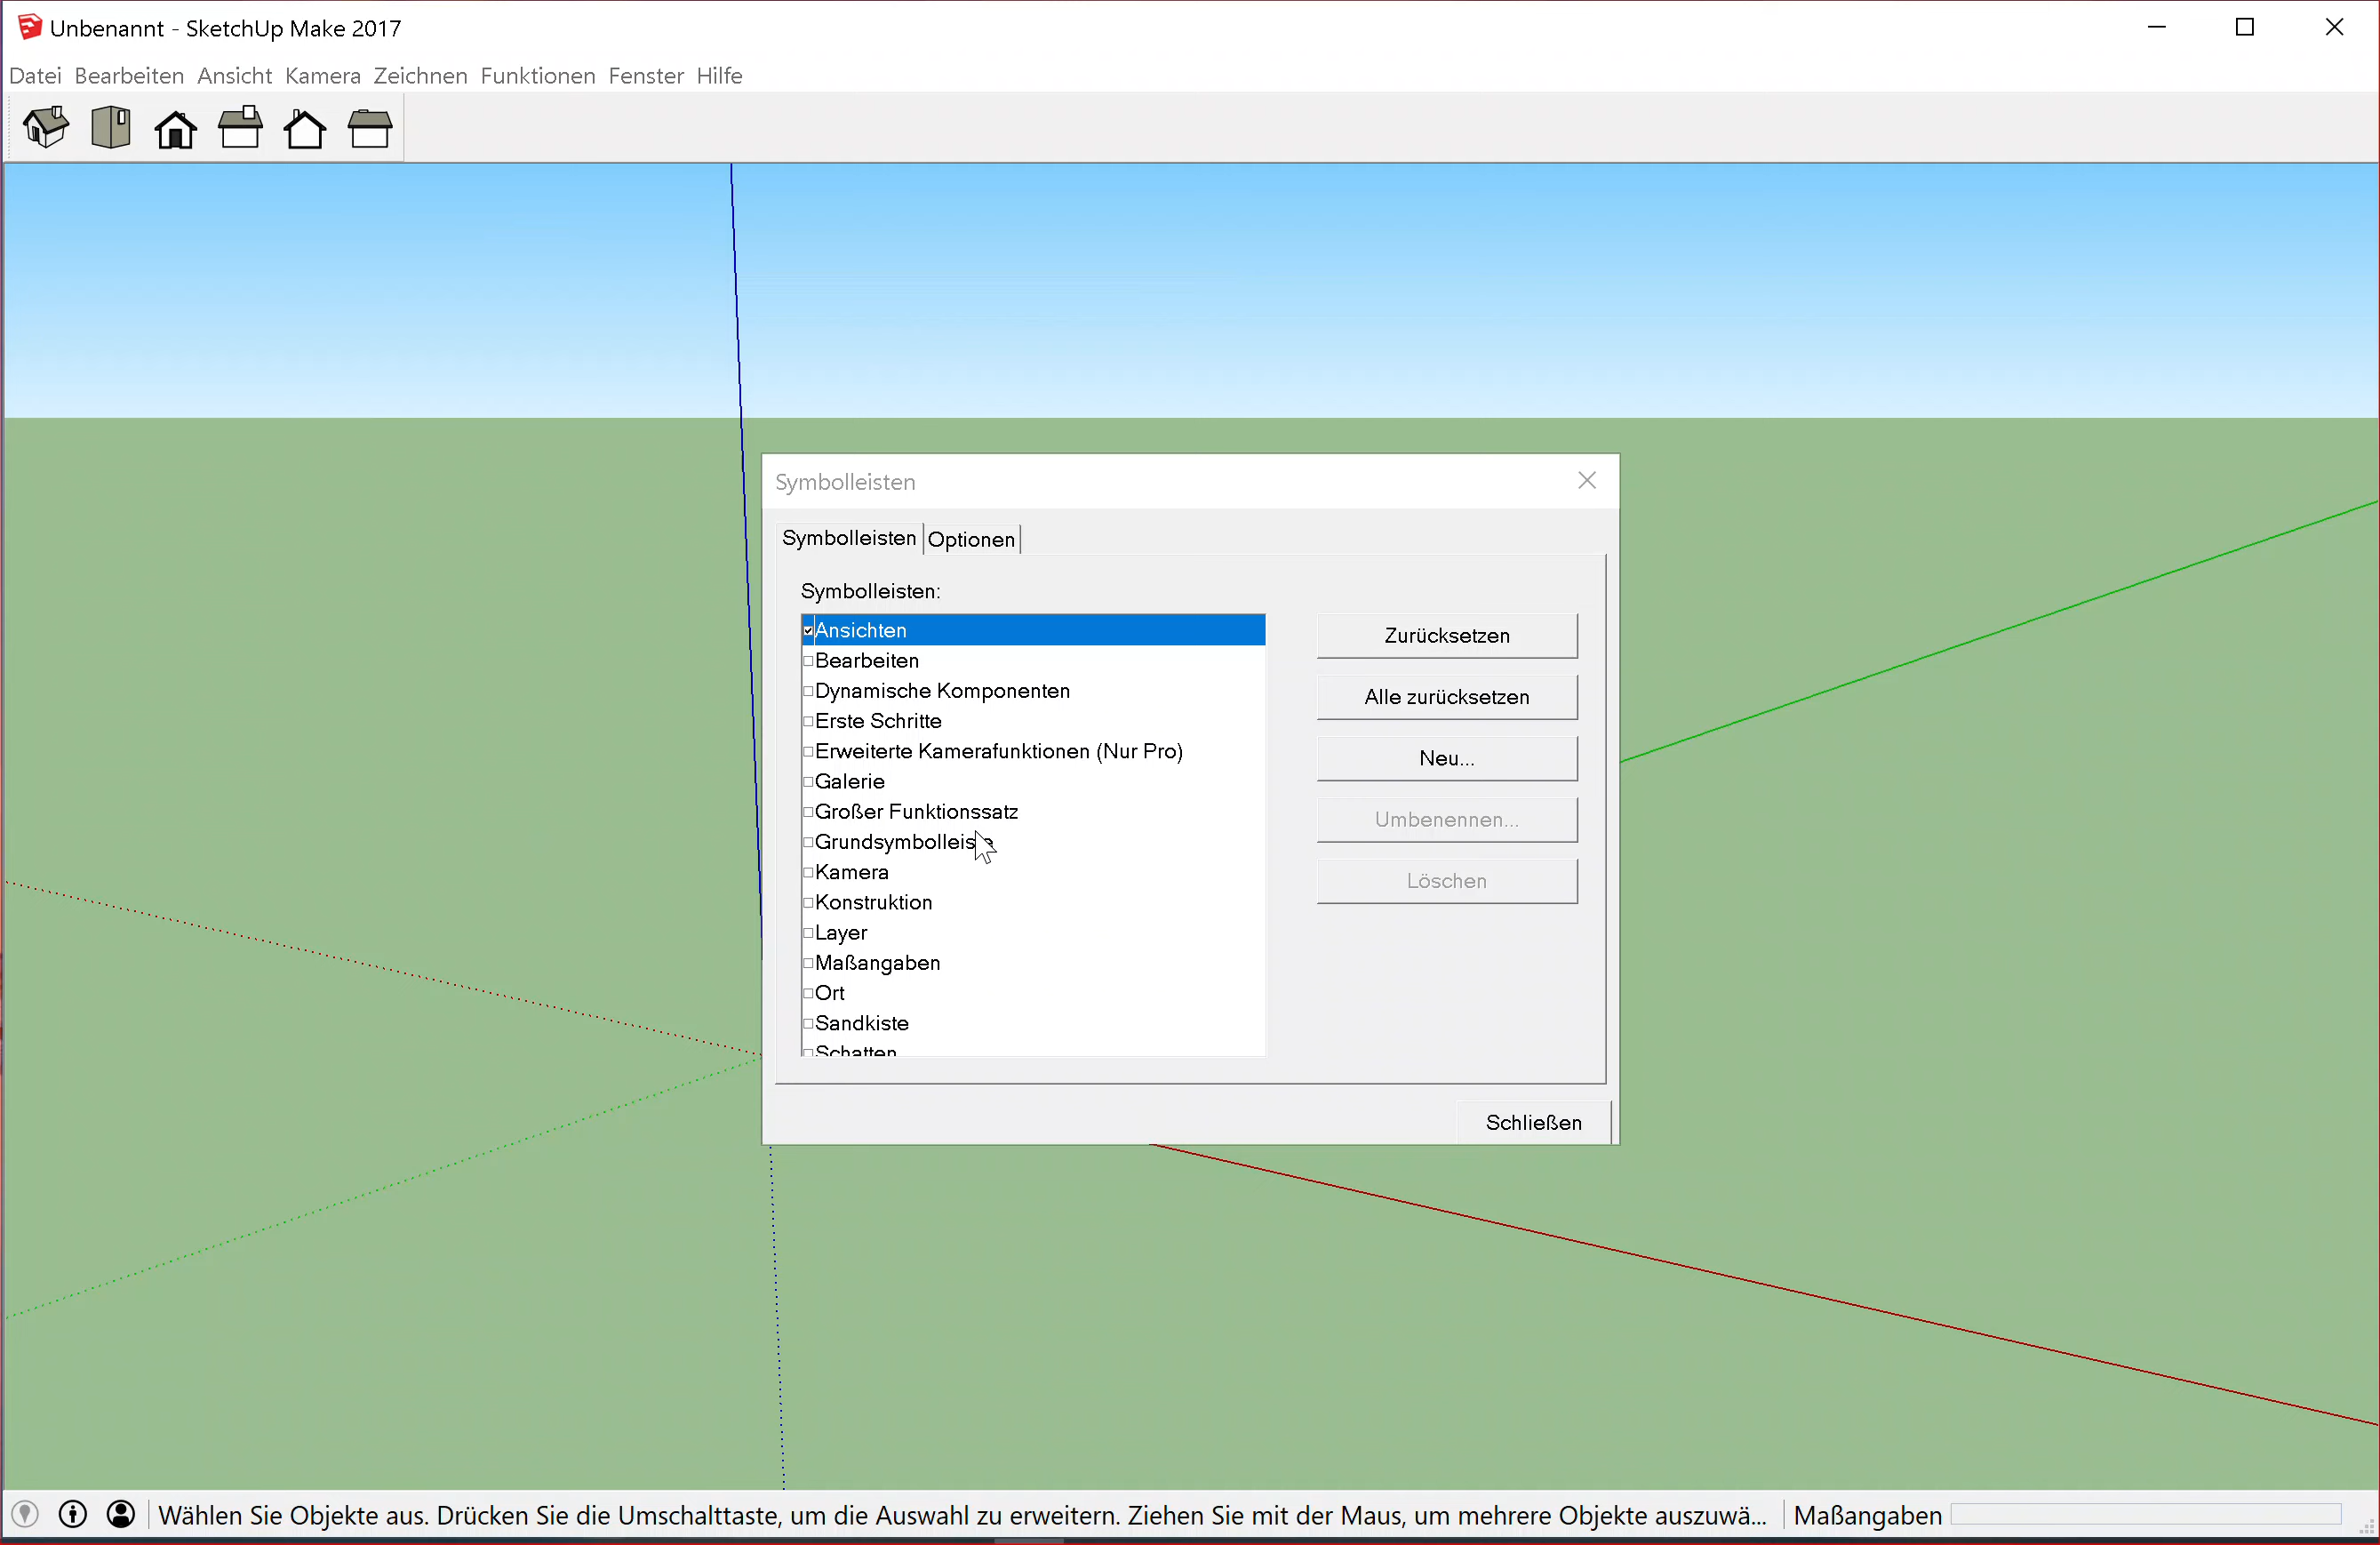 Unbenannt - SketchUp Make 2017
Datei Bearbeiten Ansicht Kamera Zeichnen Funktionen Fenster Hilfe
Symbolleisten
Symbolleisten Optionen
Symbolleisten:
Ansichten
Bearbeiten
Dynamische Komponenten
Erste Schritte
Erweiterte Kamerafunktionen (Nur Pro)
Galerie
Großer Funktionssatz
Grundsymbolleiste
Kamera
Konstruktion
Layer
Maßangaben
Ort
Sandkiste
Schatten
Zurücksetzen
Alle zurücksetzen
Neu...
Umbenennen...
Löschen
Schließen
Wählen Sie Objekte aus. Drücken Sie die Umschalttaste, um die Auswahl zu erweitern. Ziehen Sie mit der Maus, um mehrere Objekte auszuwä... Maßangaben